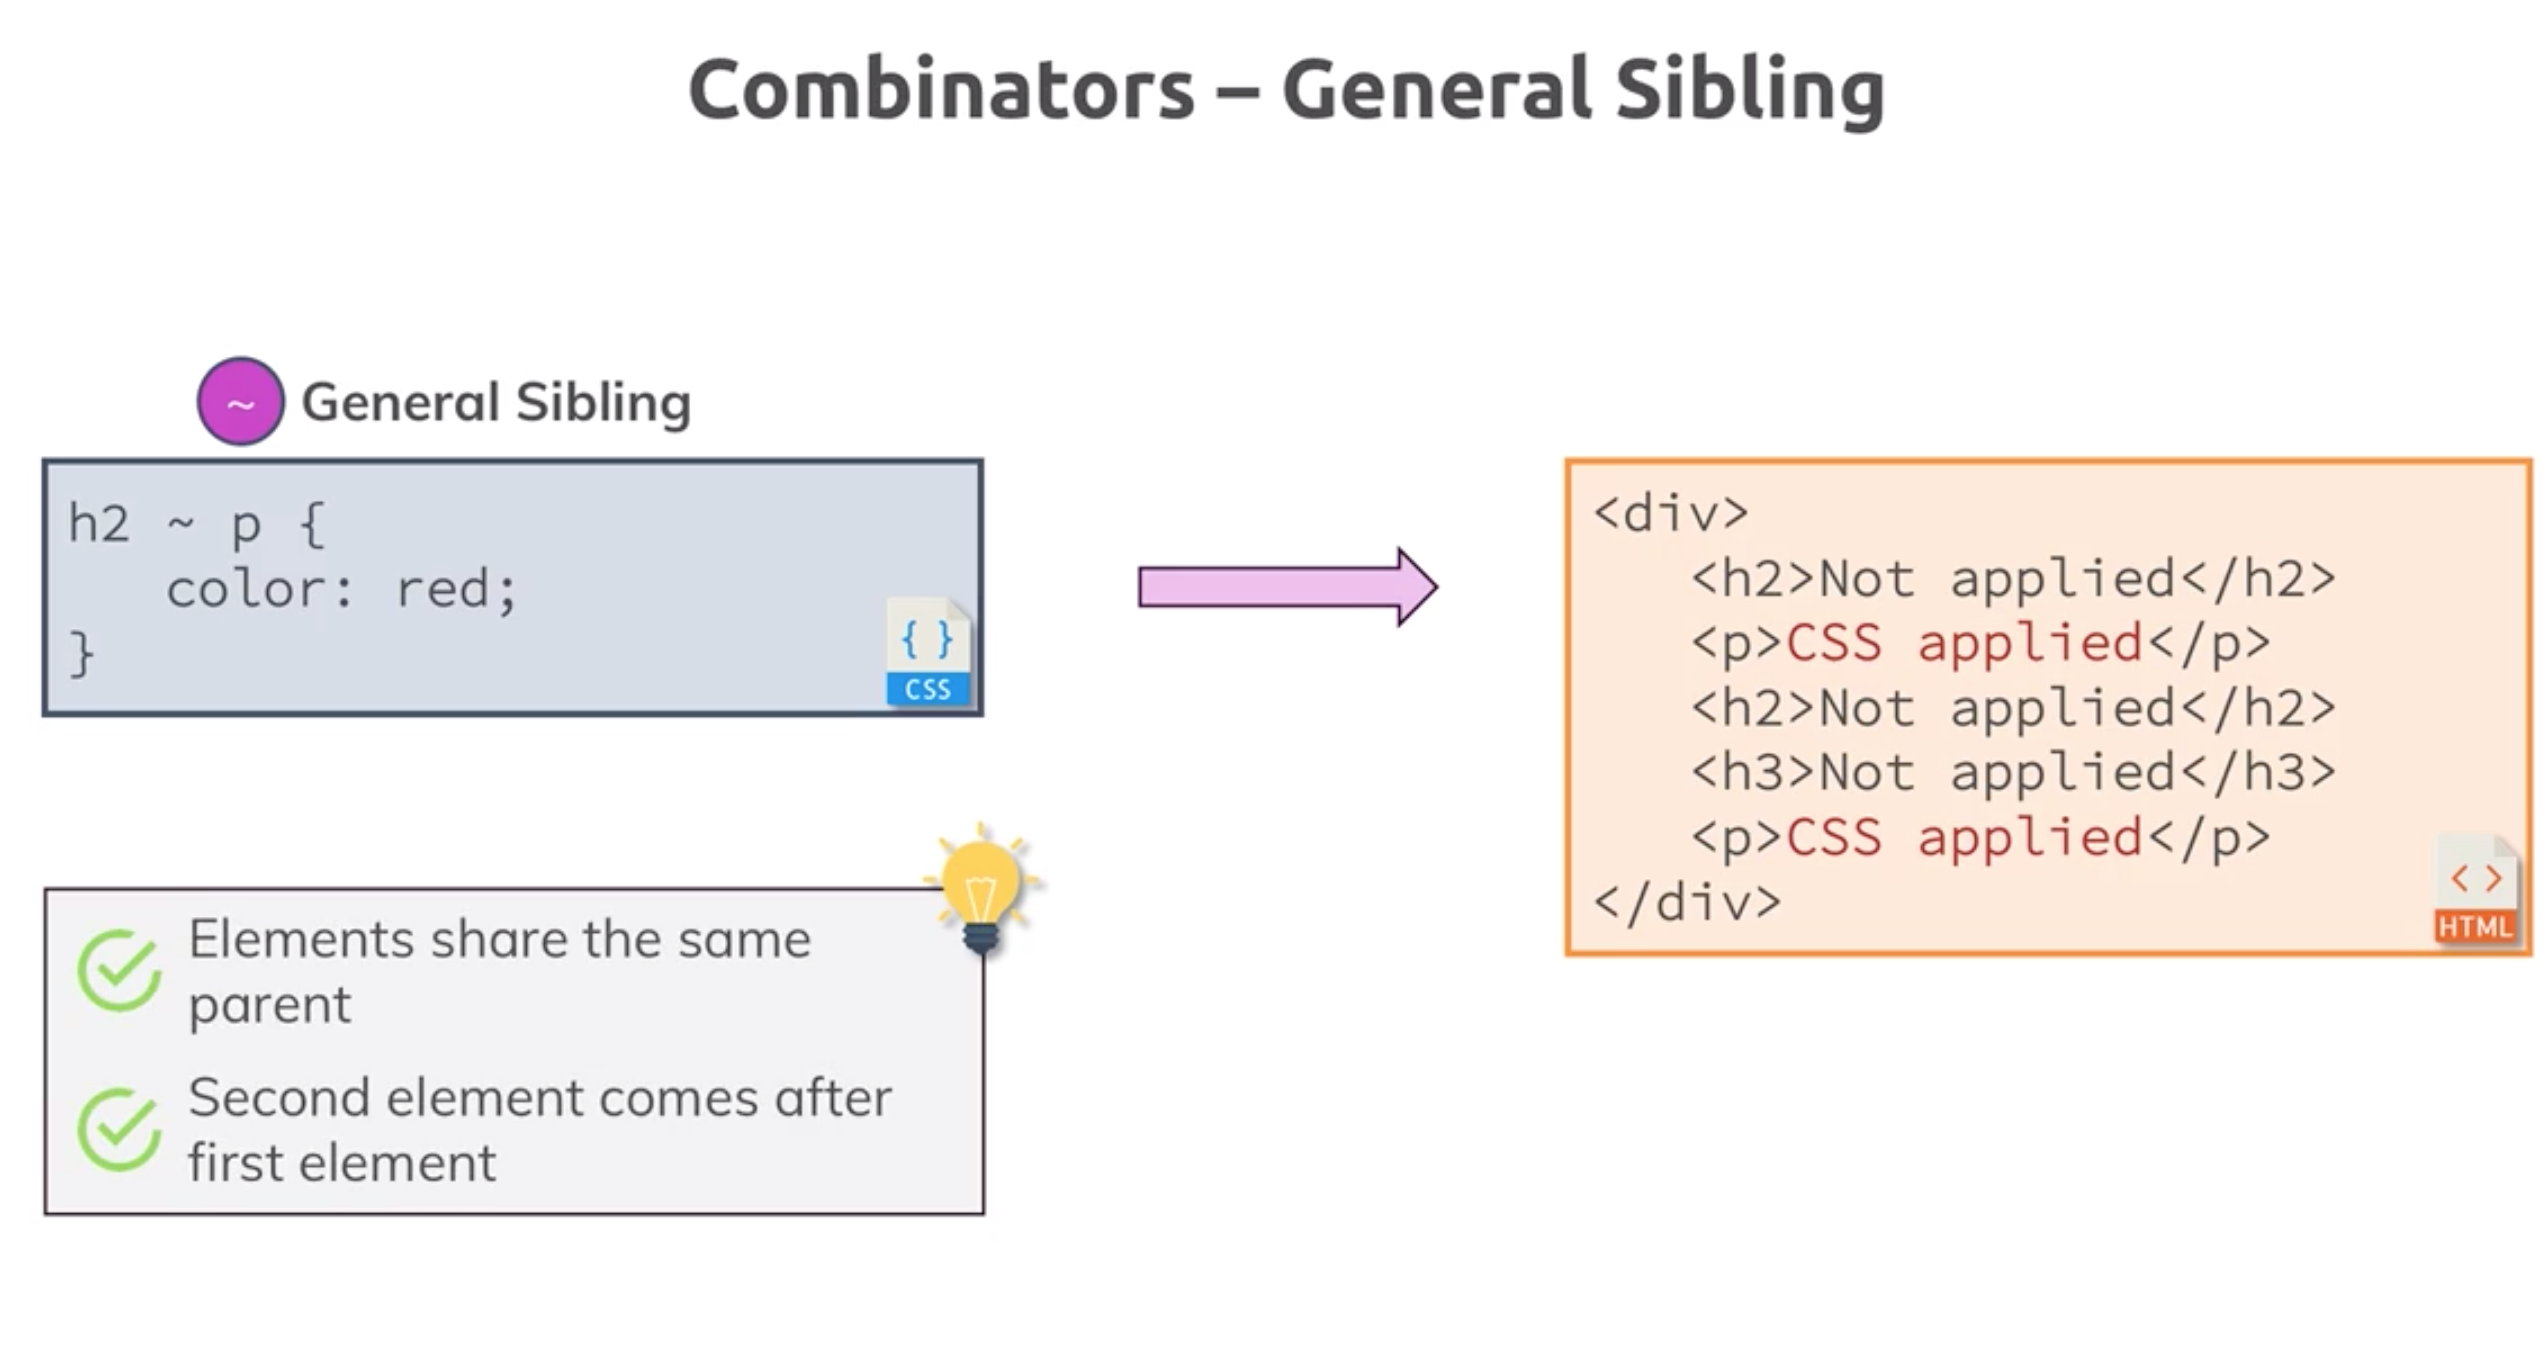 Combinators – General Sibling
~ General Sibling
h2 ~ p {
color: red;
}
{ }
CSS
Elements share the same
parent
Second element comes after
first element
<div>
<h2>Not applied</h2>
<p>CSS applied</p>
<h2>Not applied</h2>
<h3>Not applied</h3>
<p>CSS applied</p>
</div>
< >
HTML